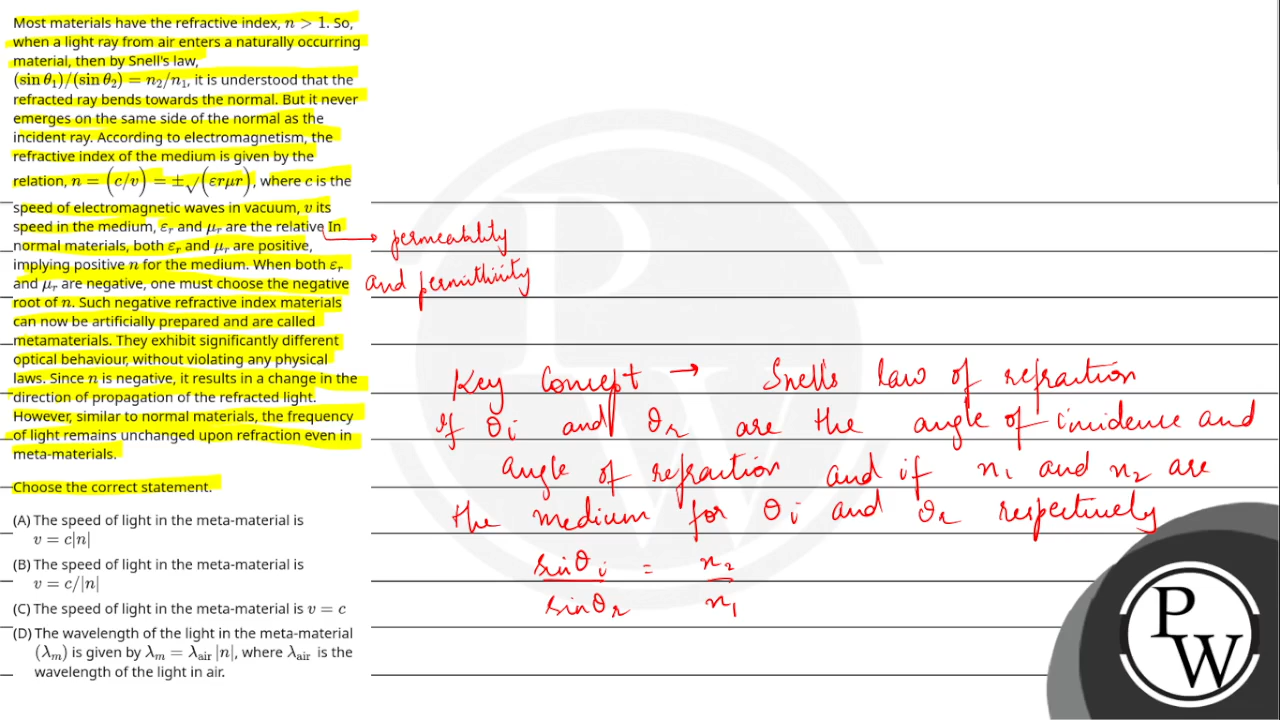 Most materials have the refractive index, n > 1. So,
when a light ray from air enters a naturally occurring
material, then by Snell's law,
(sin θ₁)/(sin θ₂) = n₂/n₁, it is understood that the
refracted ray bends towards the normal. But it never
emerges on the same side of the normal as the
incident ray. According to electromagnetism, the
refractive index of the medium is given by the
relation, n = (c/v) = ±√(εrμr), where c is the
speed of electromagnetic waves in vacuum, v its
speed in the medium, εᵣ and μᵣ are the relative In
normal materials, both εᵣ and μᵣ are positive,
implying positive n for the medium. When both εᵣ
and μᵣ are negative, one must choose the negative
root of n. Such negative refractive index materials
can now be artificially prepared and are called
metamaterials. They exhibit significantly different
optical behaviour, without violating any physical
laws. Since n is negative, it results in a change in the
direction of propagation of the refracted light.
However, similar to normal materials, the frequency
of light remains unchanged upon refraction even in
meta-materials.
Choose the correct statement.
(A) The speed of light in the meta-material is
v = c|n|
(B) The speed of light in the meta-material is
v = c/|n|
(C) The speed of light in the meta-material is v = c
(D) The wavelength of the light in the meta-material
(λₘ) is given by λₘ = λair |n|, where λair is the
wavelength of the light in air.
→ permeability
and permittivity
Key Concept → Snells law of refraction
If θi and θr are the angle of incidence and
angle of refraction and if n1 and n2 are
the medium for θi and θr respectively
sinθi = n2
sinθr n1
P
W
P
W